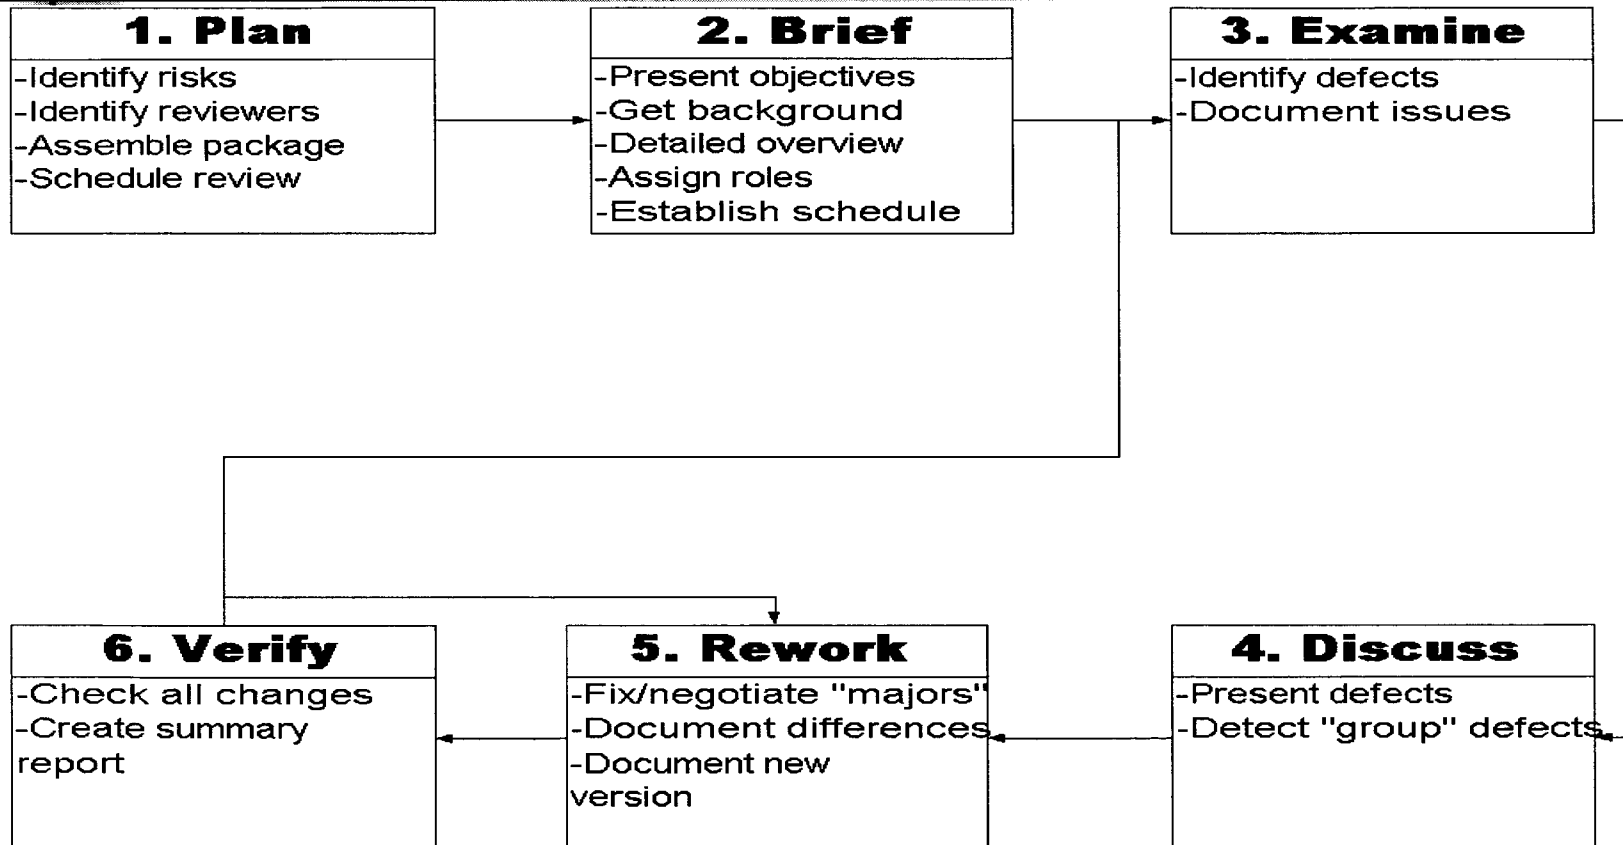 1. Plan
-Identify risks
-Identify reviewers
-Assemble package
-Schedule review
2. Brief
-Present objectives
-Get background
-Detailed overview
-Assign roles
-Establish schedule
3. Examine
-Identify defects
-Document issues
6. Verify
-Check all changes
-Create summary
report
5. Rework
-Fix/negotiate "majors"
-Document differences
-Document new
version
4. Discuss
-Present defects
-Detect "group" defects